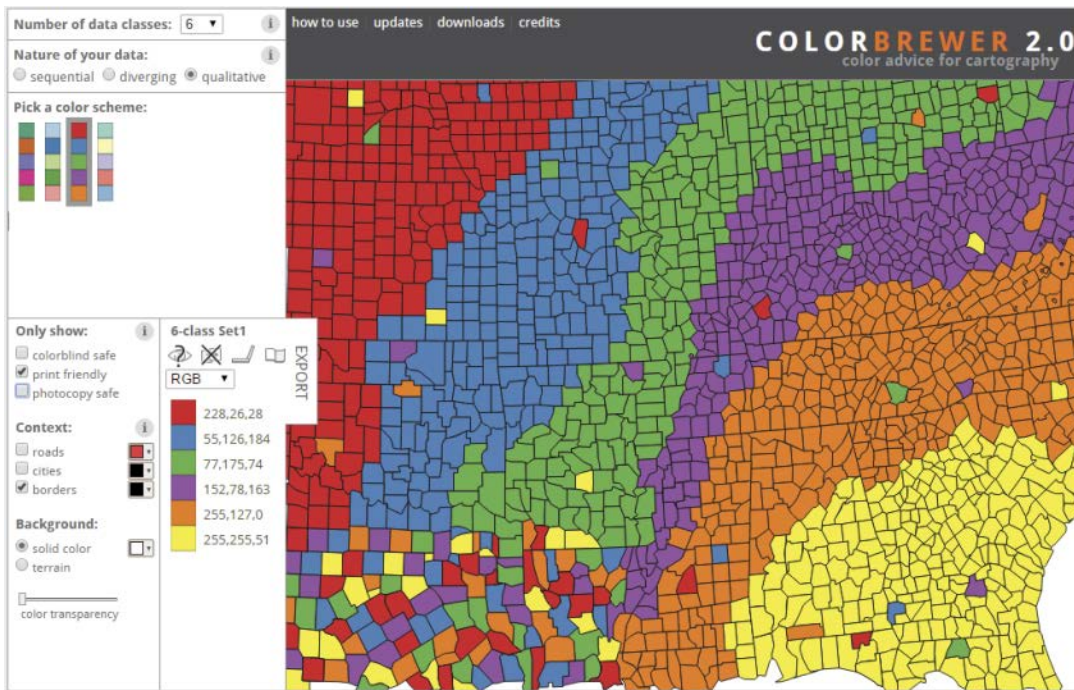 Number of data classes: 6
how to use updates downloads credits
COLORBREWER 2.0
color advice for cartography
Nature of your data:
sequential diverging qualitative
Pick a color scheme:
Only show:
colorblind safe
print friendly
photocopy safe
Context:
roads
cities
borders
Background:
solid color
terrain
color transparency
6-class Set1
EXPORT
RGB
228,26,28
55,126,184
77,175,74
152,78,163
255,127,0
255,255,51